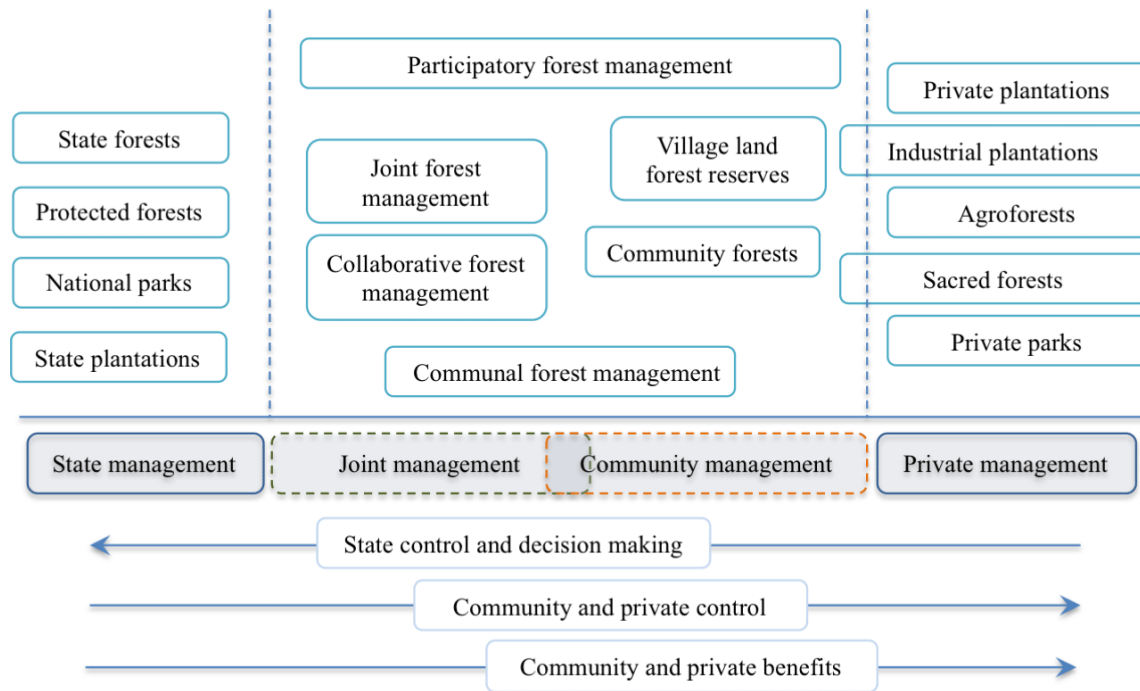 Participatory forest management
State forests
Protected forests
National parks
State plantations
Joint forest
management
Collaborative forest
management
Village land
forest reserves
Community forests
Communal forest management
Private plantations
Industrial plantations
Agroforests
Sacred forests
Private parks
State management
Joint management
Community management
Private management
State control and decision making
Community and private control
Community and private benefits